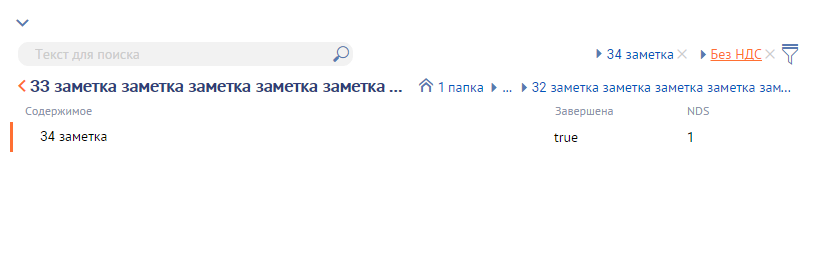 Текст для поиска 34 заметка Без НДС
33 заметка заметка заметка заметка заметка ... 1 папка ... 32 заметка заметка заметка заметка зам...
Содержимое Завершена NDS
34 заметка true 1